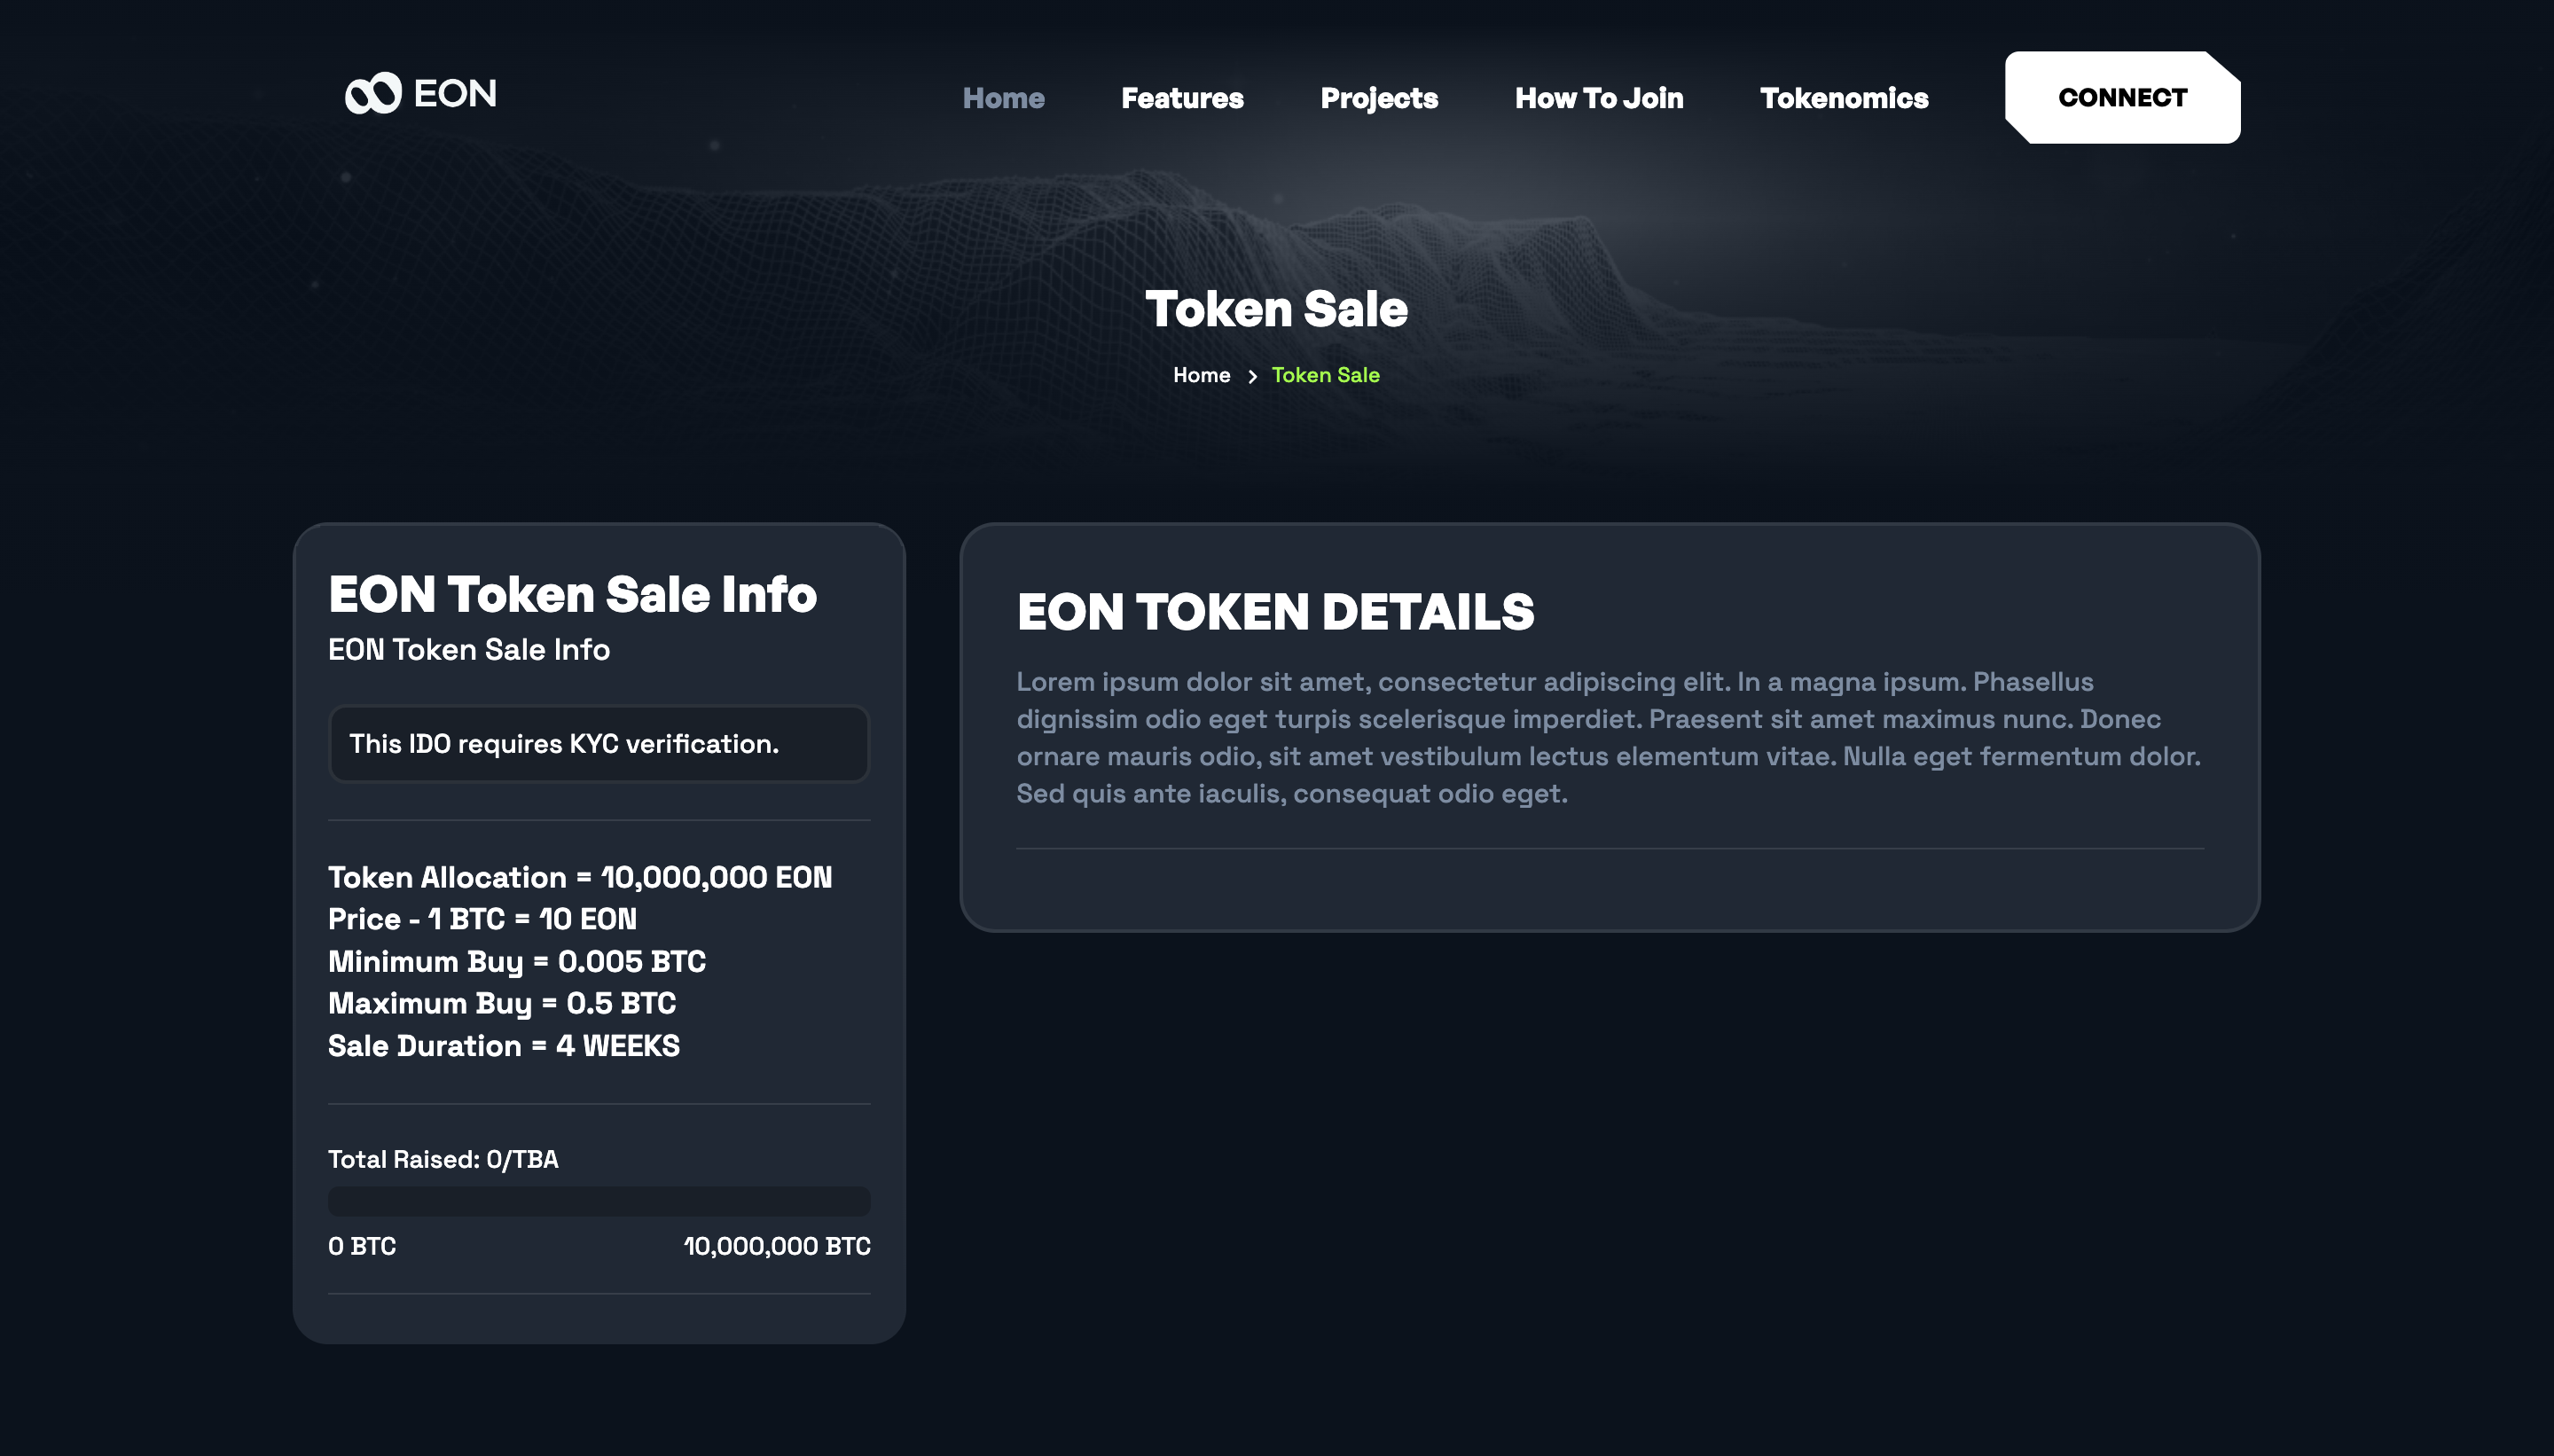 EON
Home
Features
Projects
How To Join
Tokenomics
CONNECT
Token Sale
Home
Token Sale
EON Token Sale Info
EON Token Sale Info
This IDO requires KYC verification.
Token Allocation = 10,000,000 EON
Price - 1 BTC = 10 EON
Minimum Buy = 0.005 BTC
Maximum Buy = 0.5 BTC
Sale Duration = 4 WEEKS
Total Raised: 0/TBA
0 BTC
10,000,000 BTC
EON TOKEN DETAILS
Lorem ipsum dolor sit amet, consectetur adipiscing elit. In a magna ipsum. Phasellus
dignissim odio eget turpis scelerisque imperdiet. Praesent sit amet maximus nunc. Donec
ornare mauris odio, sit amet vestibulum lectus elementum vitae. Nulla eget fermentum dolor.
Sed quis ante iaculis, consequat odio eget.